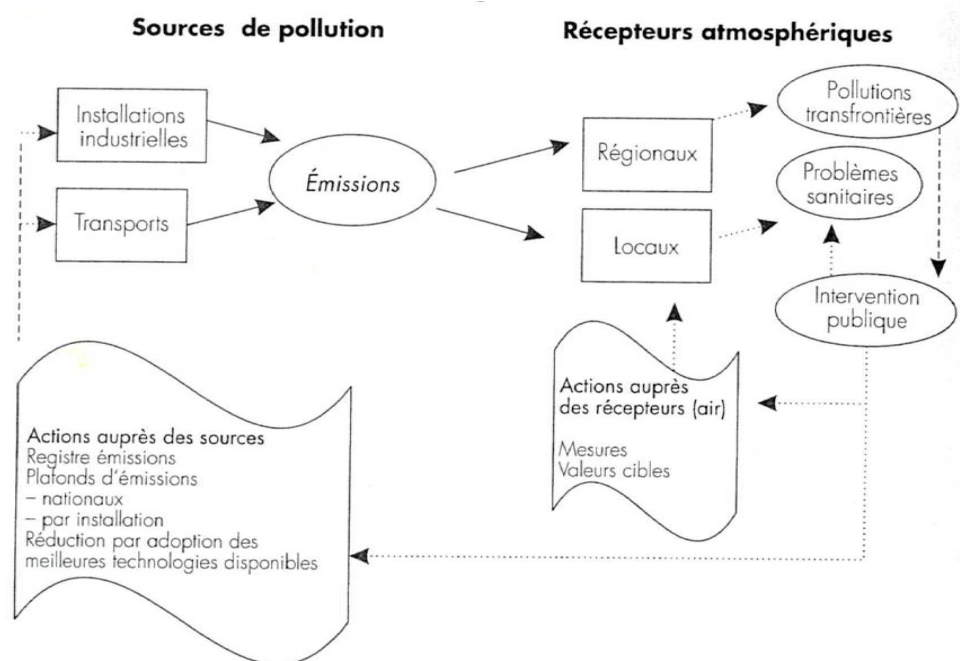 Sources de pollution
Récepteurs atmosphériques
Installations
industrielles
Transports
Émissions
Régionaux
Locaux
Pollutions
transfrontières
Problèmes
sanitaires
Intervention
publique
Actions auprès
des récepteurs (air)
Mesures
Valeurs cibles
Actions auprès des sources
Registre émissions
Plafonds d'émissions
– nationaux
– par installation
Réduction par adoption des
meilleures technologies disponibles